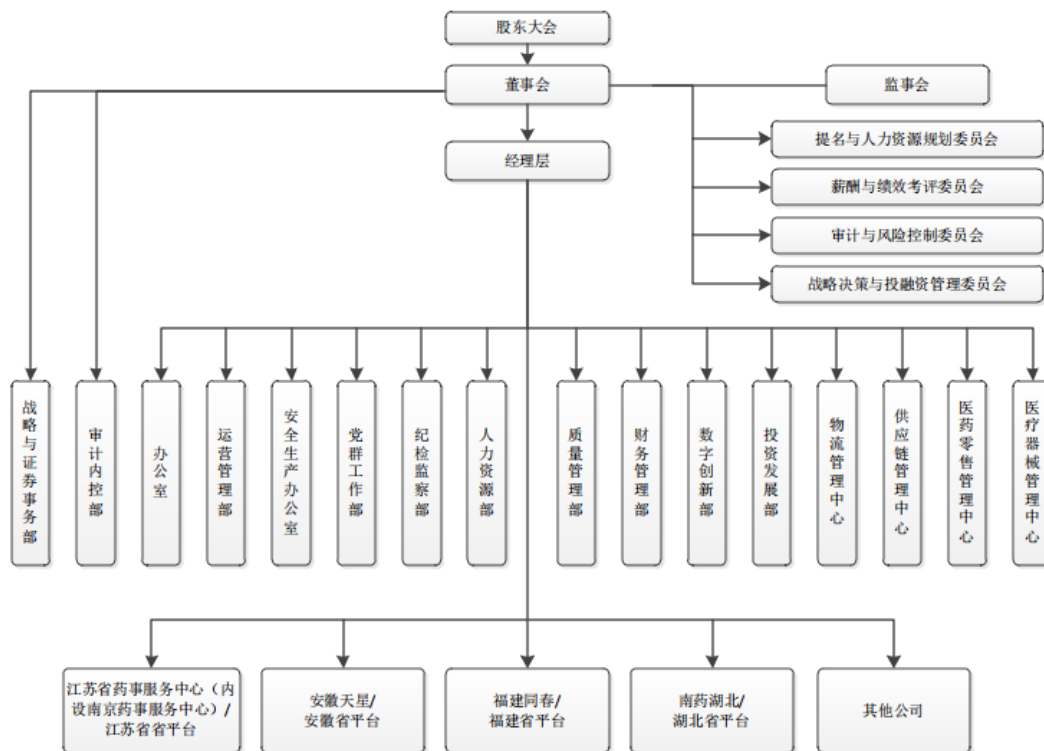 股东大会
董事会
监事会
经理层
提名与人力资源规划委员会
薪酬与绩效考评委员会
审计与风险控制委员会
战略决策与投融资管理委员会
战略与证券事务部
审计内控部
办公室
运营管理部
安全生产办公室
党群工作部
纪检监察部
人力资源部
质量管理部
财务管理部
数字创新部
投资发展部
物流管理中心
供应链管理中心
医药零售管理中心
医疗器械管理中心
江苏省药事服务中心（内
设南京药事服务中心）/
江苏省省平台
安徽天星/
安徽省平台
福建同春/
福建省平台
南药湖北/
湖北省平台
其他公司